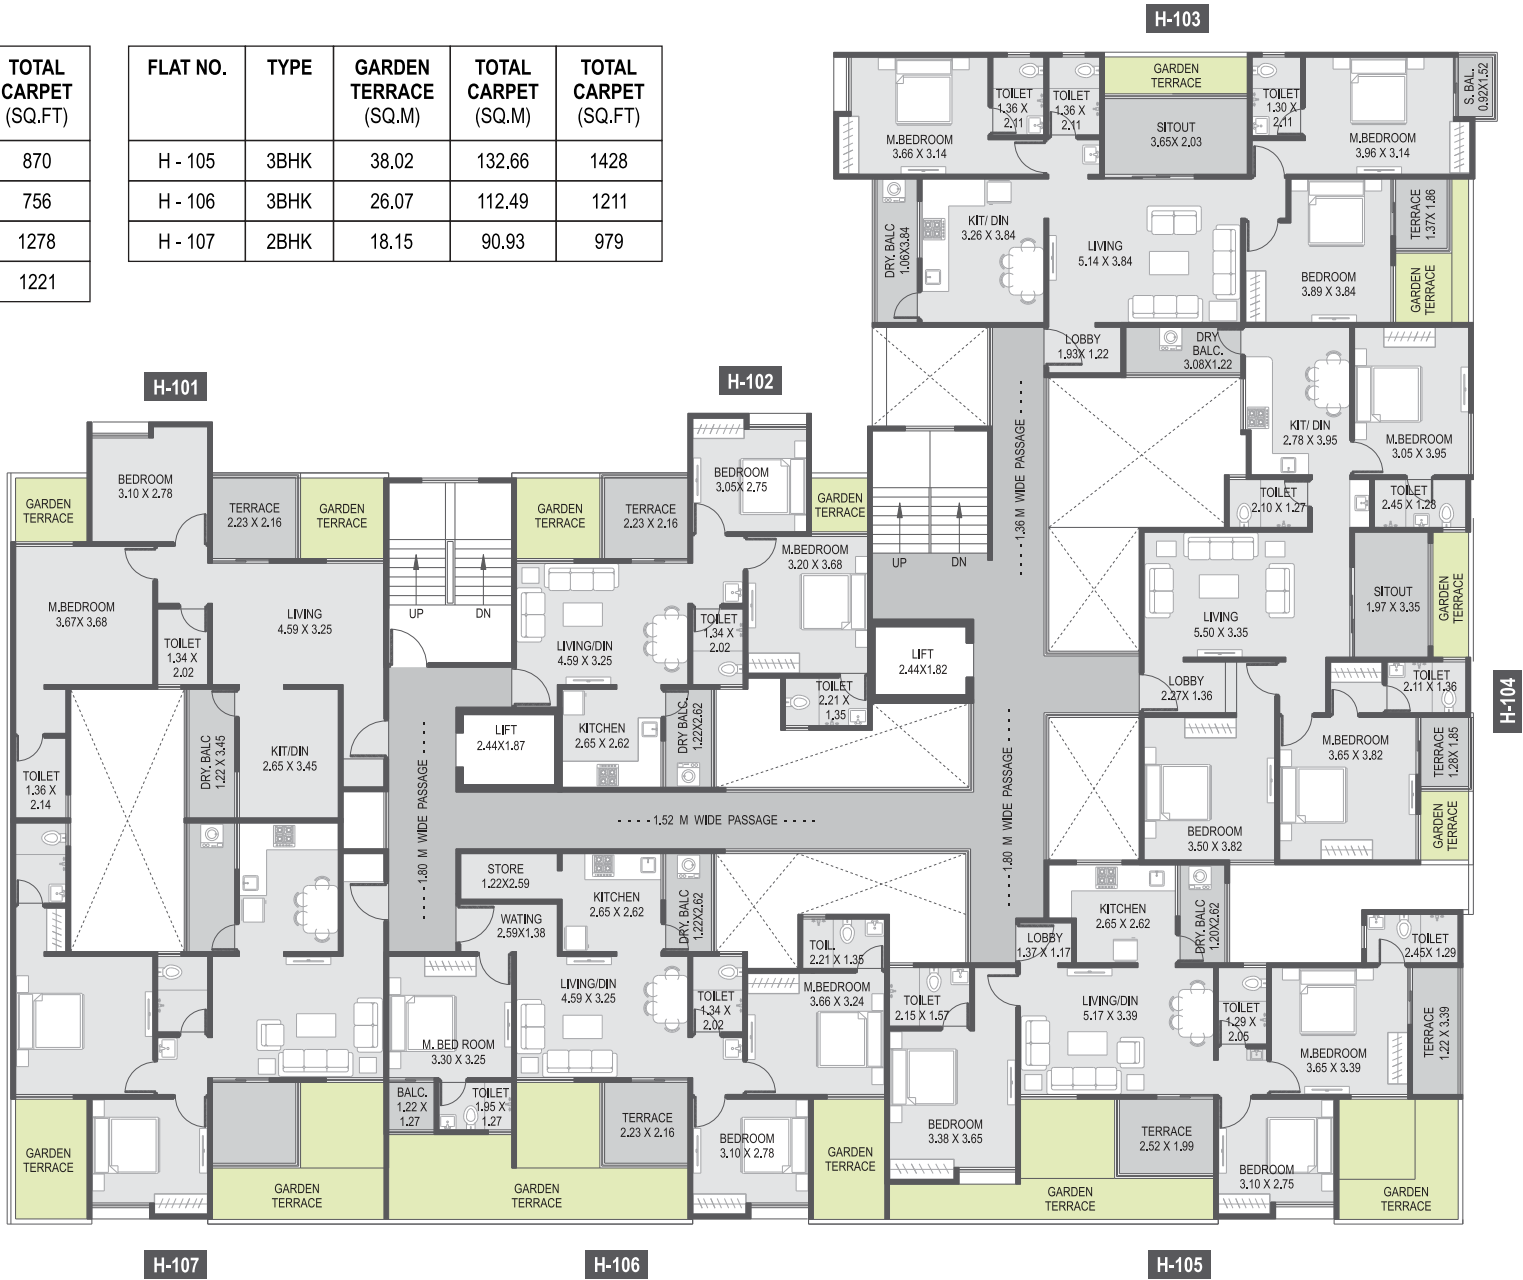 H-103
TOTAL CARPET (SQ.FT)
870
756
1278
1221
FLAT NO. TYPE GARDEN TERRACE (SQ.M) TOTAL CARPET (SQ.M) TOTAL CARPET (SQ.FT)
H - 105 3BHK 38.02 132.66 1428
H - 106 3BHK 26.07 112.49 1211
H - 107 2BHK 18.15 90.93 979
M.BEDROOM
3.66 X 3.14
TOILET
1.36 X
2.11
TOILET
1.36 X
2.11
GARDEN
TERRACE
SITOUT
3.65X 2.03
TOILET
1.30 X
2.11
M.BEDROOM
3.96 X 3.14
S. BAL.
0.92X1.52
DRY. BALC
1.06X3.84
KIT/ DIN
3.26 X 3.84
LIVING
5.14 X 3.84
BEDROOM
3.89 X 3.84
TERRACE
1.37X 1.86
GARDEN
TERRACE
LOBBY
1.93X 1.22
DRY
BALC.
3.08X1.22
KIT/ DIN
2.78 X 3.95
M.BEDROOM
3.05 X 3.95
TOILET
2.10 X 1.27
TOILET
2.45 X 1.28
LIVING
5.50 X 3.35
SITOUT
1.97 X 3.35
GARDEN
TERRACE
LOBBY
2.27X 1.36
TOILET
2.11 X 1.36
H-104
BEDROOM
3.50 X 3.82
M.BEDROOM
3.65 X 3.82
TERRACE
1.28X 1.85
GARDEN
TERRACE
1.36 M WIDE PASSAGE
UP DN
LIFT
2.44X1.82
1.80 M WIDE PASSAGE
H-101
BEDROOM
3.10 X 2.78
GARDEN
TERRACE
TERRACE
2.23 X 2.16
GARDEN
TERRACE
M.BEDROOM
3.67X 3.68
LIVING
4.59 X 3.25
TOILET
1.34 X
2.02
DRY. BALC
1.22 X 3.45
KIT/DIN
2.65 X 3.45
TOILET
1.36 X
2.14
UP DN
LIFT
2.44X1.87
1.80 M WIDE PASSAGE
1.52 M WIDE PASSAGE
H-102
BEDROOM
3.05X 2.75
GARDEN
TERRACE
TERRACE
2.23 X 2.16
GARDEN
TERRACE
M.BEDROOM
3.20 X 3.68
LIVING/DIN
4.59 X 3.25
TOILET
1.34 X
2.02
TOILET
2.21 X
1.35
KITCHEN
2.65 X 2.62
DRY BALC
1.22X2.62
STORE
1.22X2.59
KITCHEN
2.65 X 2.62
DRY. BALC
1.22X2.62
WATING
2.59X1.38
LIVING/DIN
4.59 X 3.25
TOILET
1.34 X
2.02
TOIL.
2.21 X 1.35
M.BEDROOM
3.66 X 3.24
M. BED ROOM
3.30 X 3.25
BALC.
1.22 X
1.27
TOILET
1.95 X
1.27
TERRACE
2.23 X 2.16
BEDROOM
3.10 X 2.78
GARDEN
TERRACE
GARDEN
TERRACE
GARDEN
TERRACE
GARDEN
TERRACE
LOBBY
1.37 X 1.17
KITCHEN
2.65 X 2.62
DRY. BALC
1.20X2.62
TOILET
2.45X 1.29
TOILET
2.15 X 1.57
LIVING/DIN
5.17 X 3.39
TOILET
1.29 X
2.05
M.BEDROOM
3.65 X 3.39
TERRACE
1.22 X 3.39
BEDROOM
3.38 X 3.65
TERRACE
2.52 X 1.99
BEDROOM
3.10 X 2.75
GARDEN
TERRACE
GARDEN
TERRACE
H-107
H-106
H-105